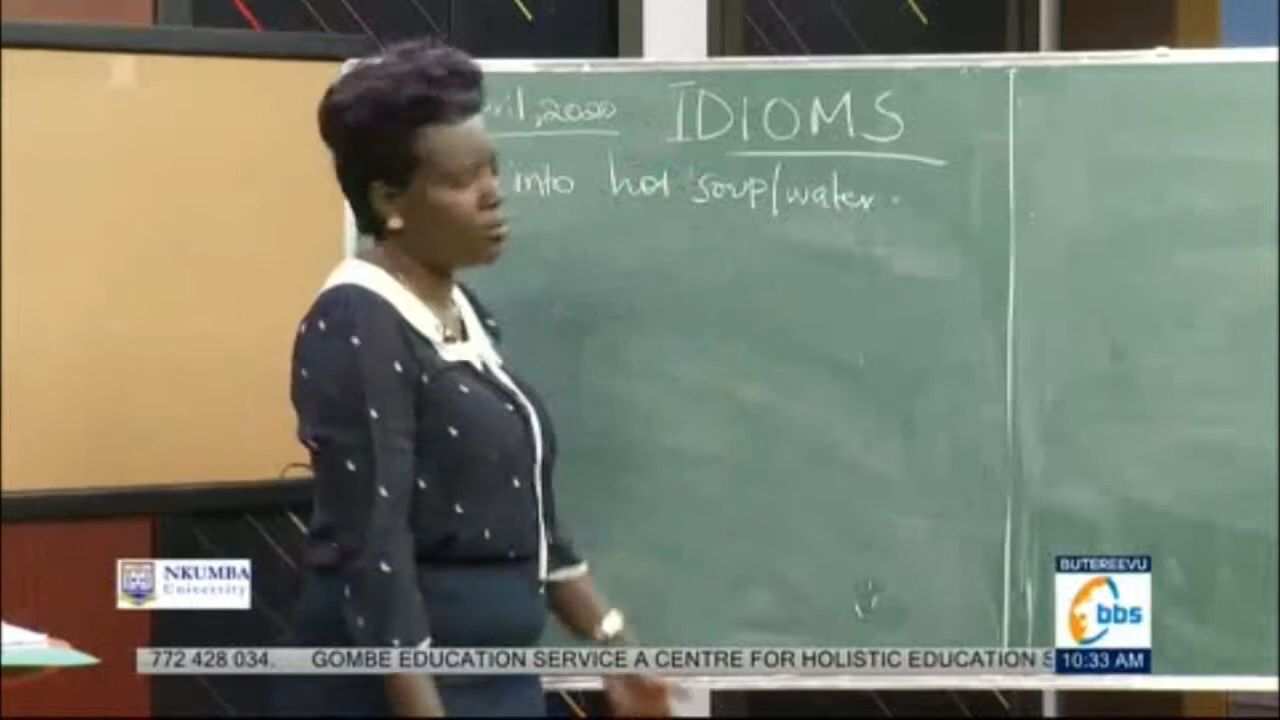 ril, 2020 IDIOMS
into hot soup/water.
NKUMBA
University
BUTEREEVU
bbs
10:33 AM
772 428 034. GOMBE EDUCATION SERVICE A CENTRE FOR HOLISTIC EDUCATION S